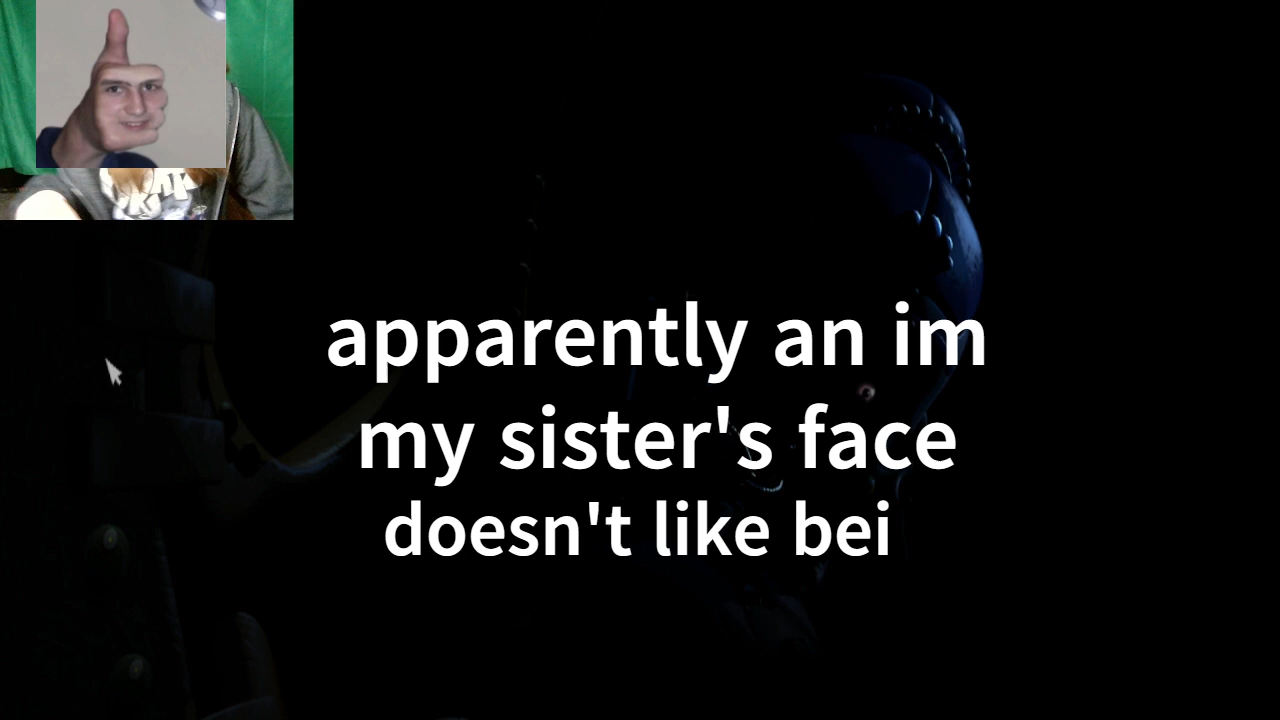 apparently an im
my sister's face
doesn't like bei